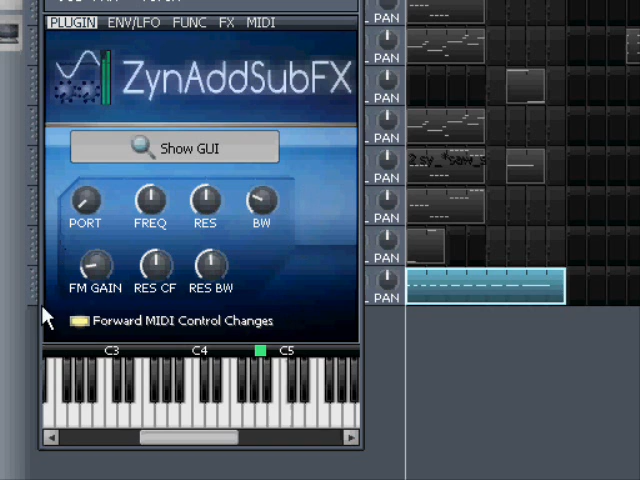 PLUGIN ENV/LFO FUNC FX MIDI
ZynAddSubFX
Show GUI
PORT FREQ RES BW
FM GAIN RES CF RES BW
Forward MIDI Control Changes
C3 C4 C5
PAN
PAN
PAN
PAN
PAN
PAN
PAN
PAN